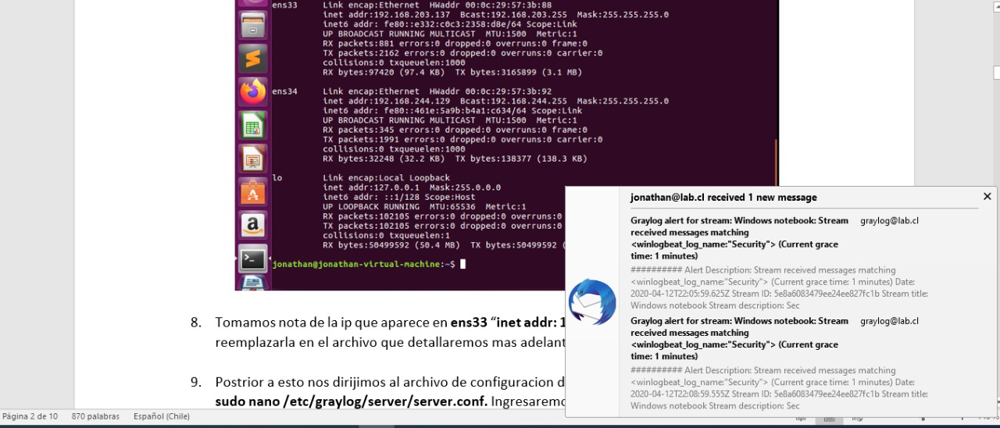 ens33 Link encap:Ethernet HWaddr 00:0c:29:57:3b:88
inet addr:192.168.203.137 Bcast:192.168.203.255 Mask:255.255.255.0
inet6 addr: fe80::e332:c0c3:2358:d8e/64 Scope:Link
UP BROADCAST RUNNING MULTICAST MTU:1500 Metric:1
RX packets:881 errors:0 dropped:0 overruns:0 frame:0
TX packets:2162 errors:0 dropped:0 overruns:0 carrier:0
collisions:0 txqueuelen:1000
RX bytes:97420 (97.4 KB) TX bytes:3165899 (3.1 MB)
ens34 Link encap:Ethernet HWaddr 00:0c:29:57:3b:92
inet addr:192.168.244.129 Bcast:192.168.244.255 Mask:255.255.255.0
inet6 addr: fe80::461e:5a9b:b4a1:c634/64 Scope:Link
UP BROADCAST RUNNING MULTICAST MTU:1500 Metric:1
RX packets:345 errors:0 dropped:0 overruns:0 frame:0
TX packets:1991 errors:0 dropped:0 overruns:0 carrier:0
collisions:0 txqueuelen:1000
RX bytes:32248 (32.2 KB) TX bytes:138377 (138.3 KB)
lo Link encap:Local Loopback
inet addr:127.0.0.1 Mask:255.0.0.0
inet6 addr: ::1/128 Scope:Host
UP LOOPBACK RUNNING MTU:65536 Metric:1
RX packets:102105 errors:0 dropped:0 overruns:0
TX packets:102105 errors:0 dropped:0 overruns:0
collisions:0 txqueuelen:1
RX bytes:50499592 (50.4 MB) TX bytes:50499592 (
jonathan@jonathan-virtual-machine:~$
8. Tomamos nota de la ip que aparece en ens33 “inet addr: 1
reemplazarla en el archivo que detallaremos mas adelant
9. Postrior a esto nos dirijimos al archivo de configuracion d
sudo nano /etc/graylog/server/server.conf. Ingresaremo
jonathan@lab.cl received 1 new message
Graylog alert for stream: Windows notebook: Stream graylog@lab.cl
received messages matching
<winlogbeat_log_name:"Security"> (Current grace
time: 1 minutes)
########## Alert Description: Stream received messages matching
<winlogbeat_log_name:"Security"> (Current grace time: 1 minutes) Date:
2020-04-12T22:05:59.625Z Stream ID: 5e8a6083479ee24ee827fc1b Stream title:
Windows notebook Stream description: Sec
Graylog alert for stream: Windows notebook: Stream graylog@lab.cl
received messages matching
<winlogbeat_log_name:"Security"> (Current grace
time: 1 minutes)
########## Alert Description: Stream received messages matching
<winlogbeat_log_name:"Security"> (Current grace time: 1 minutes) Date:
2020-04-12T22:08:59.555Z Stream ID: 5e8a6083479ee24ee827fc1b Stream title:
Windows notebook Stream description: Sec
Página 2 de 10 870 palabras Español (Chile)